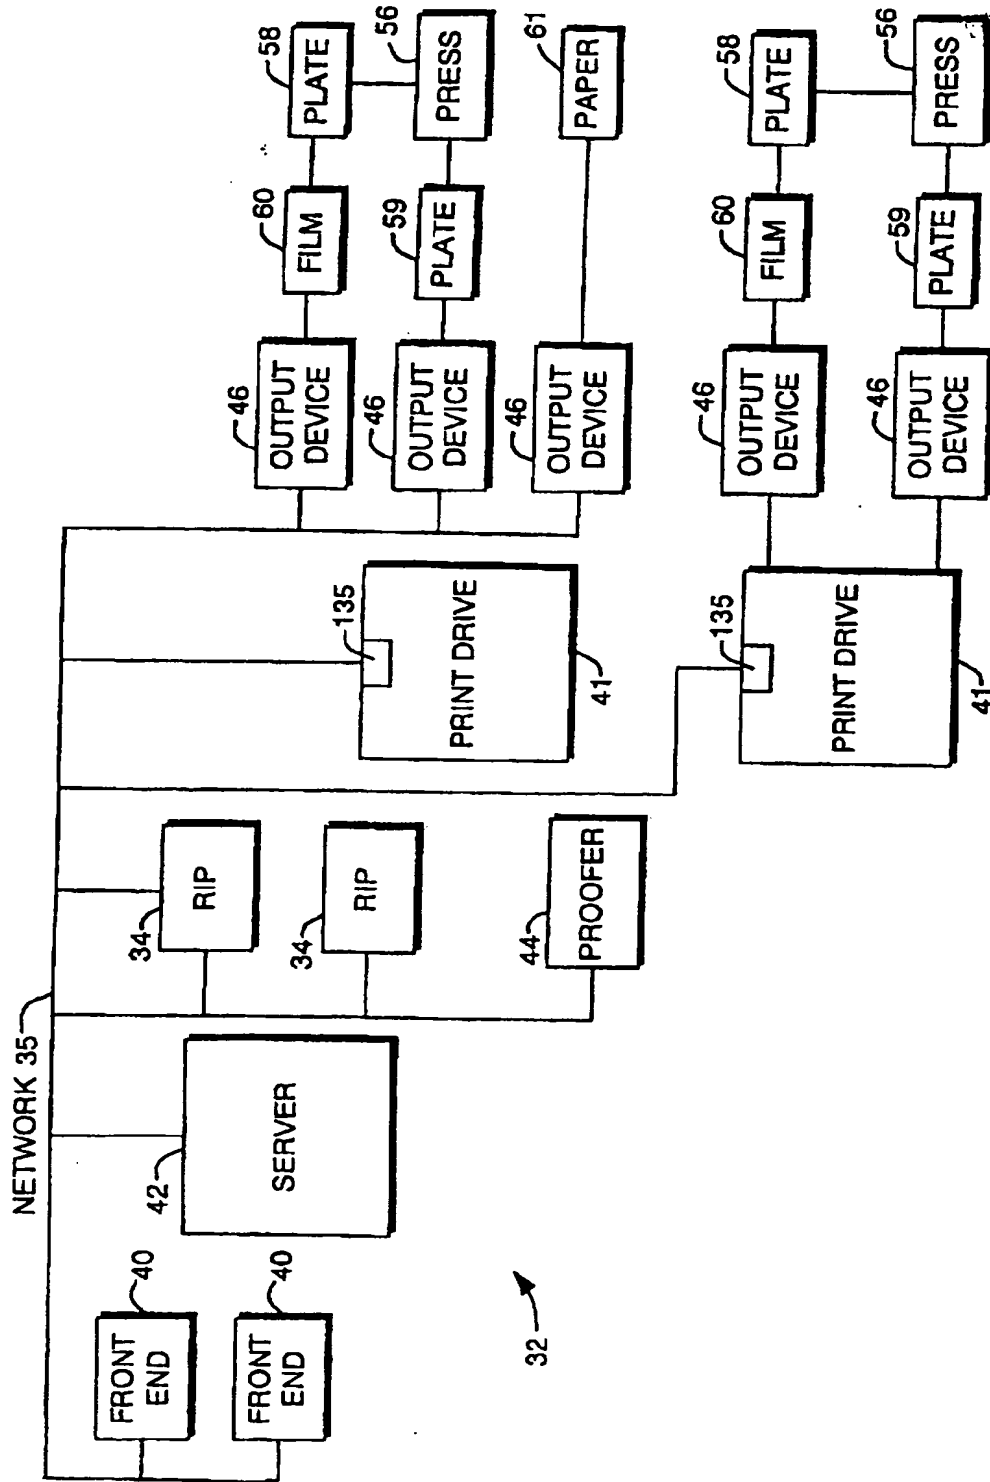 NETWORK 35
FRONT
END
40
FRONT
END
40
32
SERVER
42
RIP
34
RIP
34
PROOFER
44
PRINT DRIVE
135
41
PRINT DRIVE
135
41
OUTPUT
DEVICE
46
FILM
60
PLATE
58
OUTPUT
DEVICE
46
PLATE
59
PRESS
56
OUTPUT
DEVICE
46
PAPER
61
OUTPUT
DEVICE
46
FILM
60
PLATE
58
OUTPUT
DEVICE
46
PLATE
59
PRESS
56